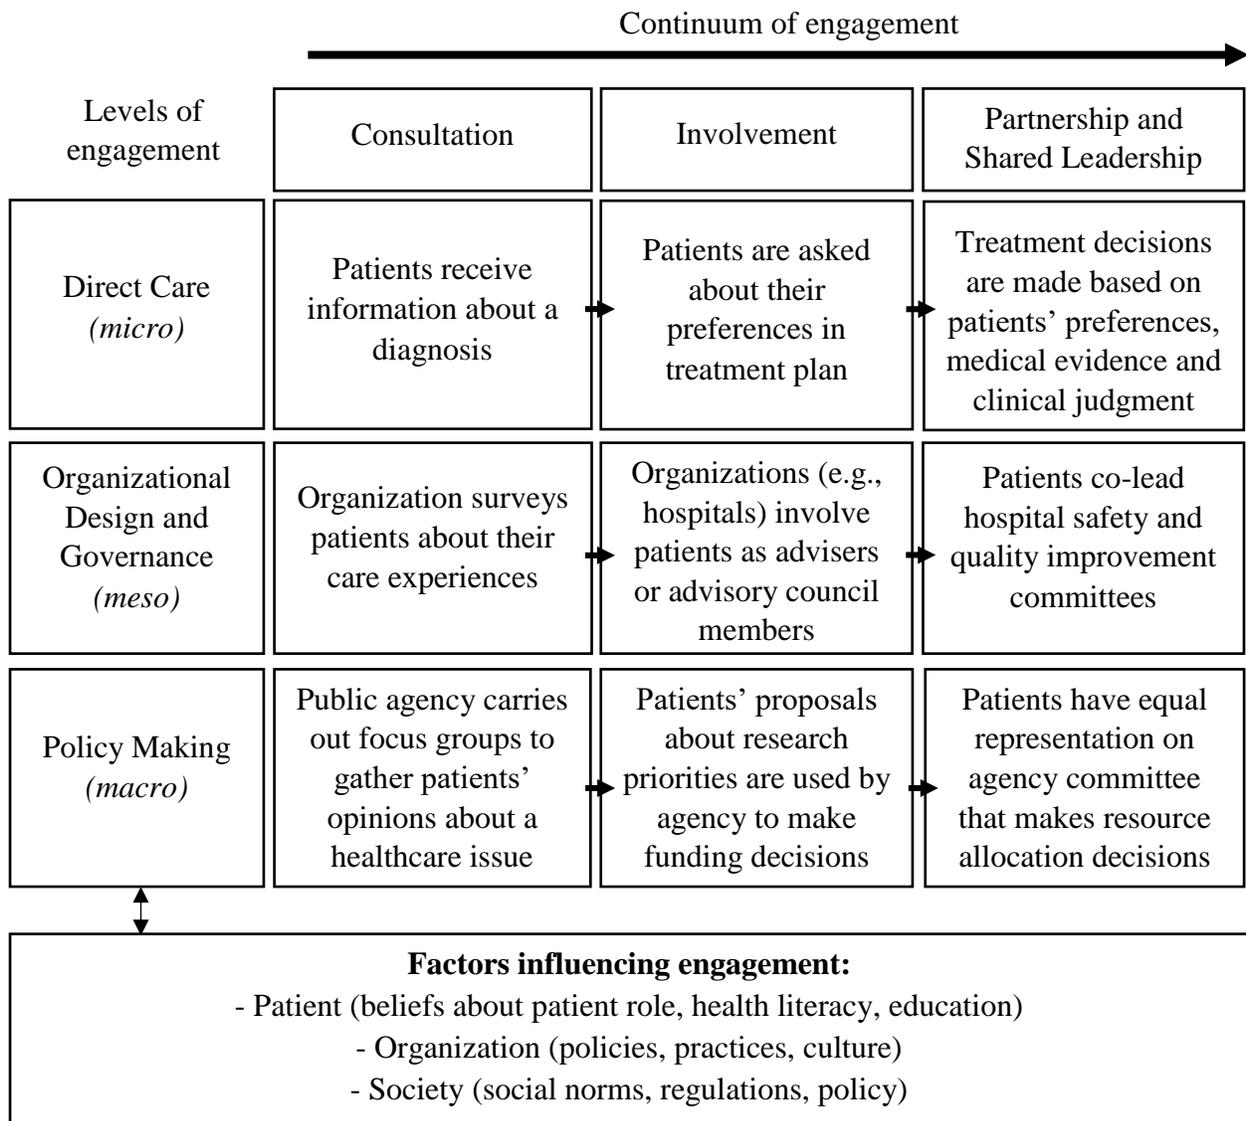 Continuum of engagement
Levels of
engagement
Consultation
Involvement
Partnership and
Shared Leadership
Direct Care
(micro)
Patients receive
information about a
diagnosis
Patients are asked
about their
preferences in
treatment plan
Treatment decisions
are made based on
patients’ preferences,
medical evidence and
clinical judgment
Organizational
Design and
Governance
(meso)
Organization surveys
patients about their
care experiences
Organizations (e.g.,
hospitals) involve
patients as advisers
or advisory council
members
Patients co-lead
hospital safety and
quality improvement
committees
Policy Making
(macro)
Public agency carries
out focus groups to
gather patients’
opinions about a
healthcare issue
Patients’ proposals
about research
priorities are used by
agency to make
funding decisions
Patients have equal
representation on
agency committee
that makes resource
allocation decisions
Factors influencing engagement:
- Patient (beliefs about patient role, health literacy, education)
- Organization (policies, practices, culture)
- Society (social norms, regulations, policy)